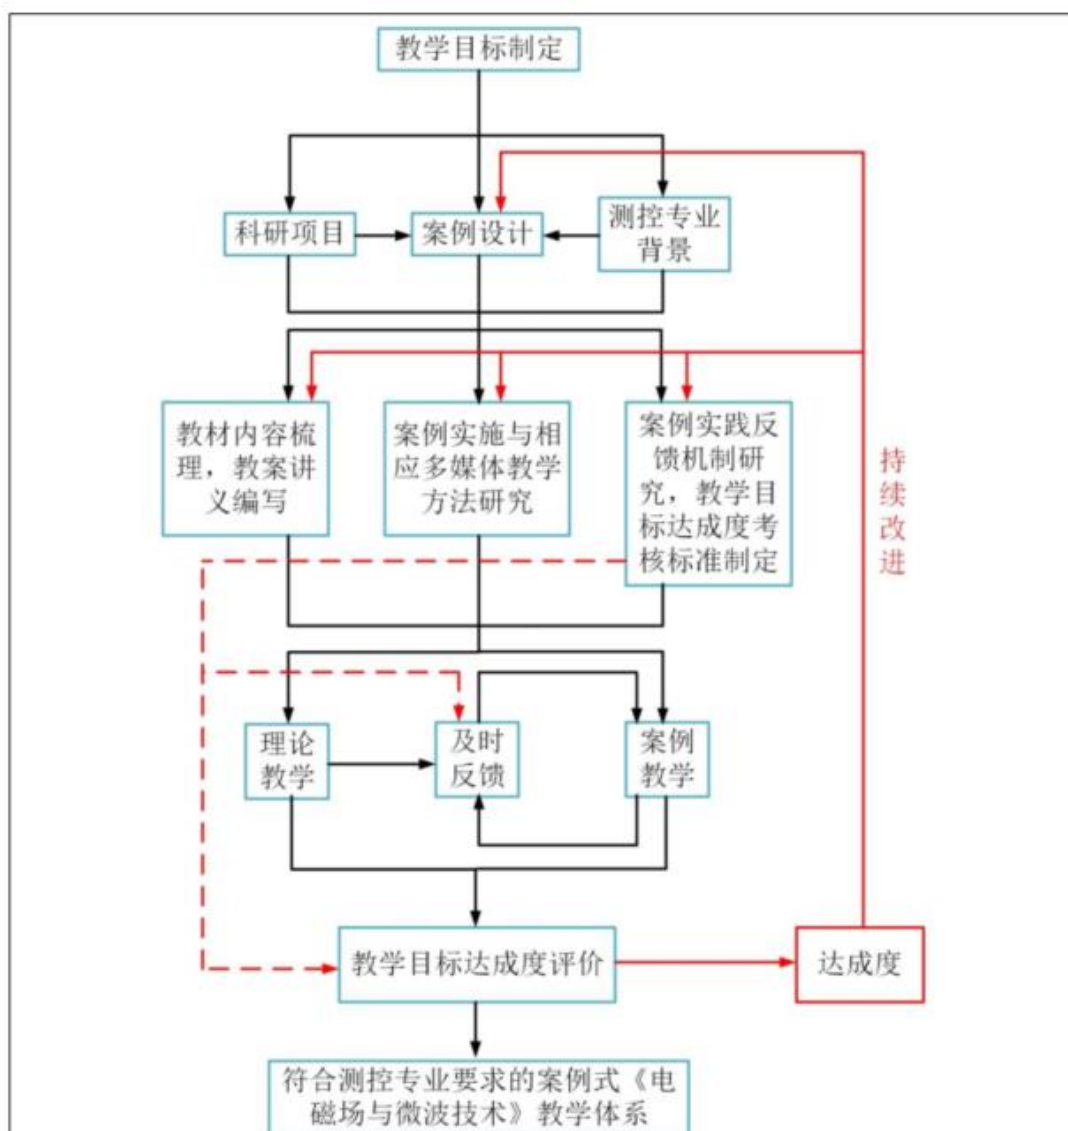 教学目标制定
科研项目
案例设计
测控专业
背景
教材内容梳
理，教案讲
义编写
案例实施与相
应多媒体教学
方法研究
案例实践反
馈机制研
究，教学目
标达成度考
核标准制定
持
续
改
进
理论
教学
及时
反馈
案例
教学
教学目标达成度评价
达成度
符合测控专业要求的案例式《电
磁场与微波技术》教学体系